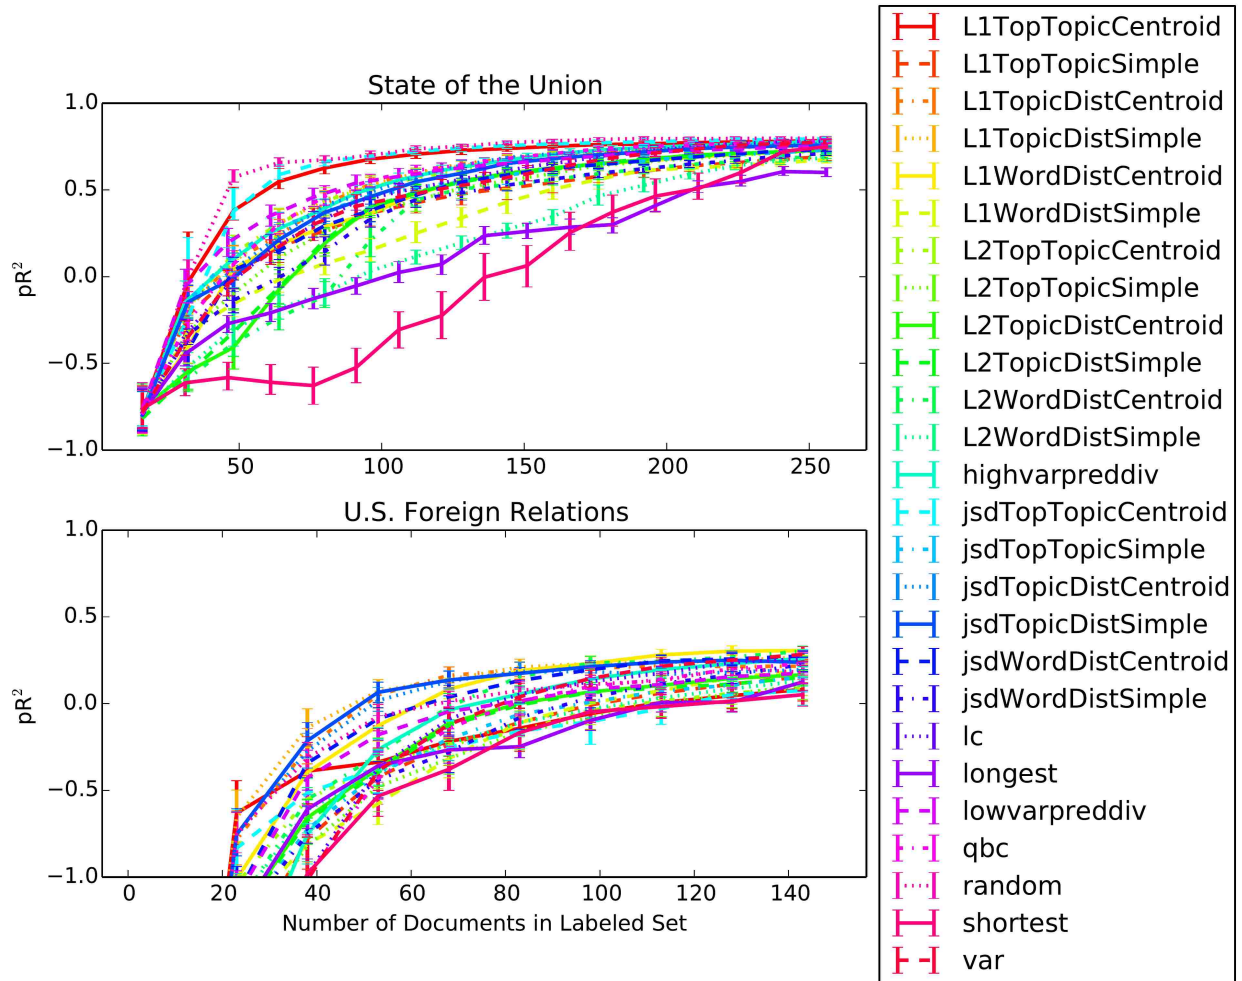 State of the Union
1.0
0.5
0.0
−0.5
−1.0
pR²
50
100
150
200
250
U.S. Foreign Relations
1.0
0.5
0.0
−0.5
−1.0
pR²
0
20
40
60
80
100
120
140
Number of Documents in Labeled Set
L1TopTopicCentroid
L1TopTopicSimple
L1TopicDistCentroid
L1TopicDistSimple
L1WordDistCentroid
L1WordDistSimple
L2TopTopicCentroid
L2TopTopicSimple
L2TopicDistCentroid
L2TopicDistSimple
L2WordDistCentroid
L2WordDistSimple
highvarpreddiv
jsdTopTopicCentroid
jsdTopTopicSimple
jsdTopicDistCentroid
jsdTopicDistSimple
jsdWordDistCentroid
jsdWordDistSimple
lc
longest
lowvarpreddiv
qbc
random
shortest
var